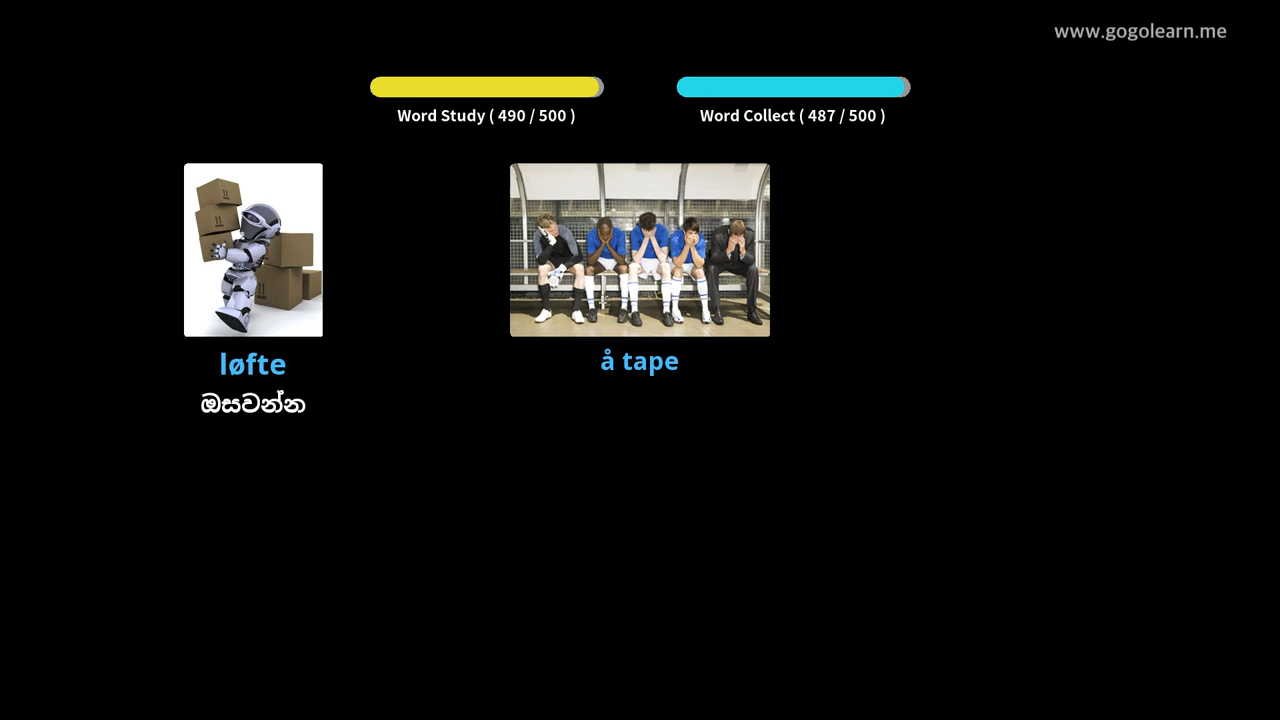 www.gogolearn.me
Word Study ( 490 / 500 )
Word Collect ( 487 / 500 )
løfte
ඔසවන්න
å tape